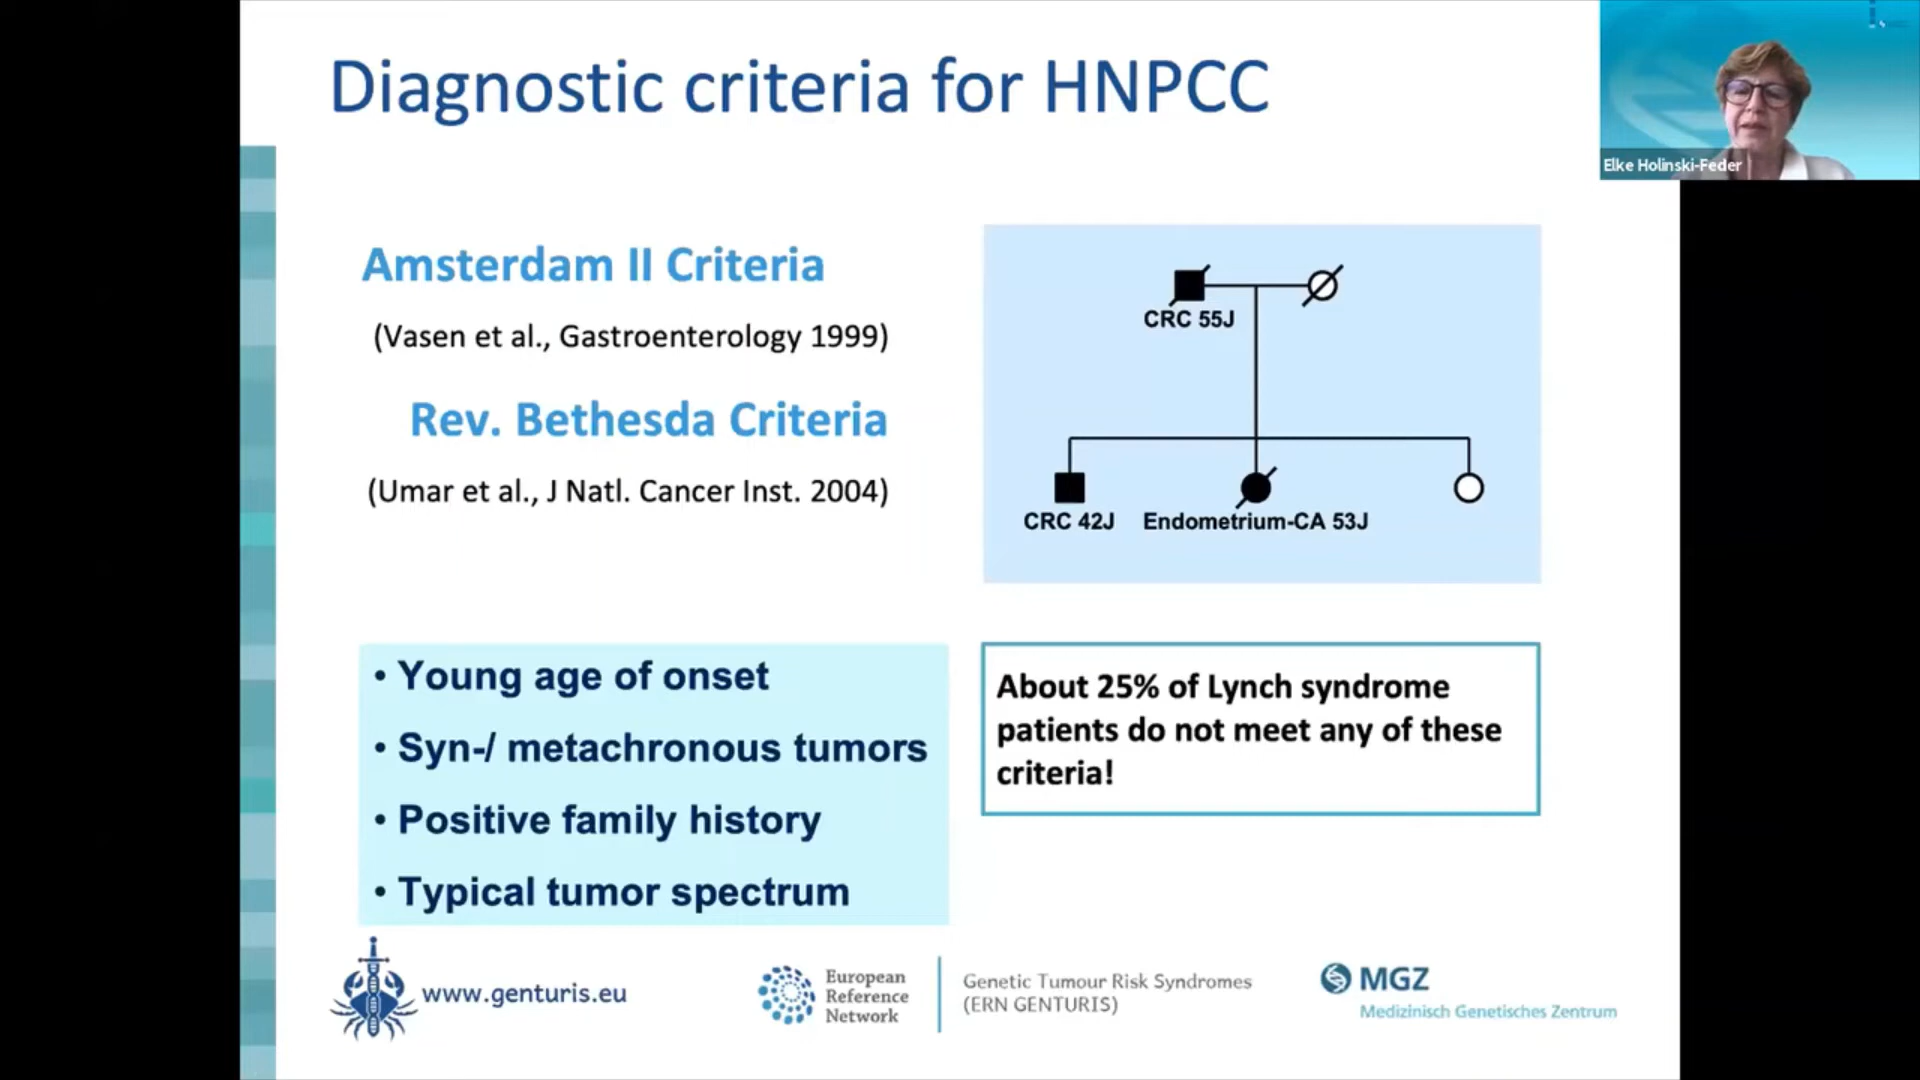 Diagnostic criteria for HNPCC
Elke Holinski-Feder
Amsterdam II Criteria
(Vasen et al., Gastroenterology 1999)
Rev. Bethesda Criteria
(Umar et al., J Natl. Cancer Inst. 2004)
CRC 55J
CRC 42J
Endometrium-CA 53J
• Young age of onset
• Syn-/ metachronous tumors
• Positive family history
• Typical tumor spectrum
About 25% of Lynch syndrome
patients do not meet any of these
criteria!
www.genturis.eu
European
Reference
Network
Genetic Tumour Risk Syndromes
(ERN GENTURIS)
MGZ
Medizinisch Genetisches Zentrum